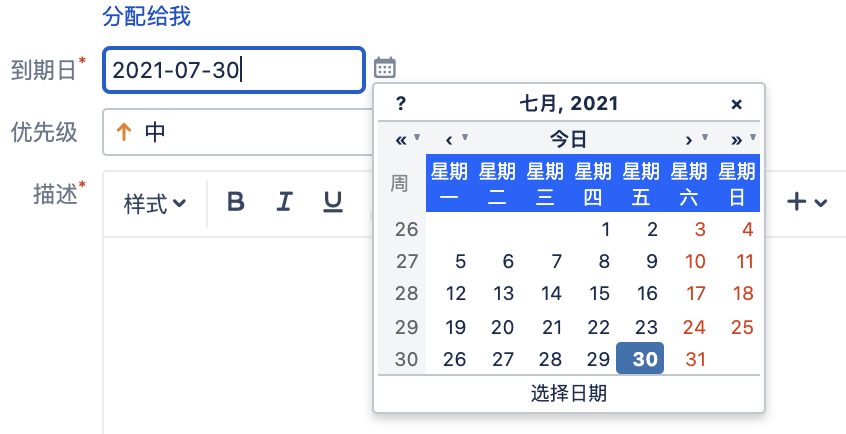 分配给我
到期日*
2021-07-30
优先级
中
描述*
样式
B I U
+
? 七月, 2021 ×
« ‹ 今日 › »
周 星期一 星期二 星期三 星期四 星期五 星期六 星期日
26 1 2 3 4
27 5 6 7 8 9 10 11
28 12 13 14 15 16 17 18
29 19 20 21 22 23 24 25
30 26 27 28 29 30 31
选择日期